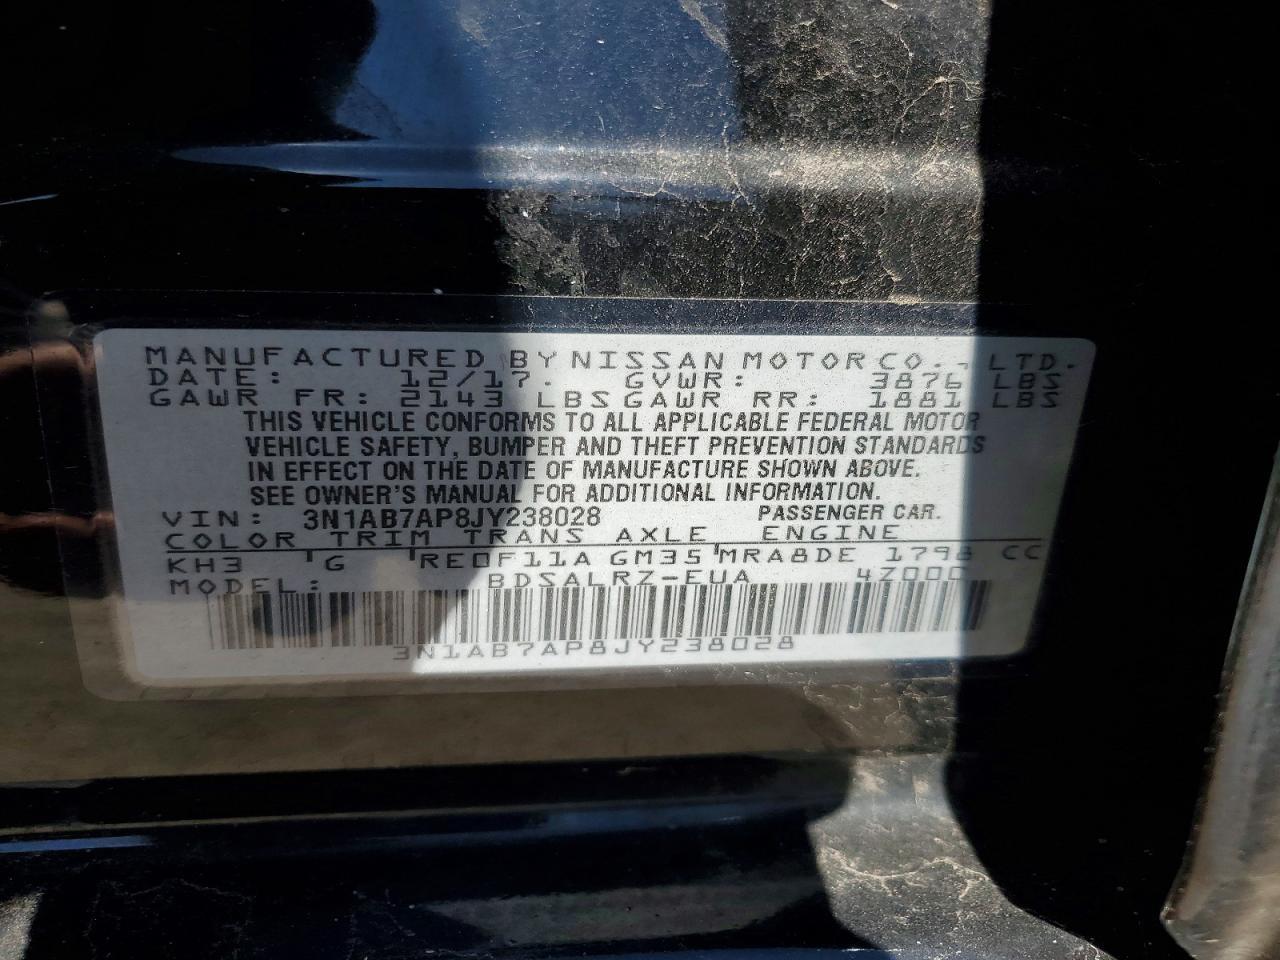 MANUFACTURED BY NISSAN MOTOR CO., LTD.
DATE: 12/17. GVWR: 3876 LBS
GAWR FR: 2143 LBS GAWR RR: 1881 LBS
THIS VEHICLE CONFORMS TO ALL APPLICABLE FEDERAL MOTOR
VEHICLE SAFETY, BUMPER AND THEFT PREVENTION STANDARDS
IN EFFECT ON THE DATE OF MANUFACTURE SHOWN ABOVE.
SEE OWNER'S MANUAL FOR ADDITIONAL INFORMATION.
VIN: 3N1AB7AP8JY238028 PASSENGER CAR.
COLOR TRIM TRANS AXLE ENGINE
KH3 G RE0F11A GM35 MRA8DE 1798 CC
MODEL: BDSALRZ-EUA 4Z000
3N1AB7AP8JY238028